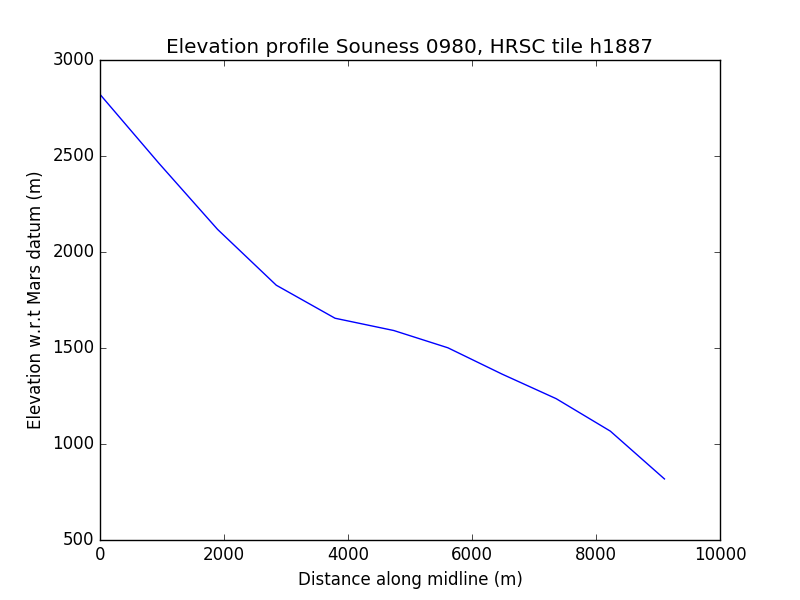 Elevation profile Souness 0980, HRSC tile h1887
3000
2500
2000
1500
1000
500
Elevation w.r.t Mars datum (m)
0 2000 4000 6000 8000 10000
Distance along midline (m)